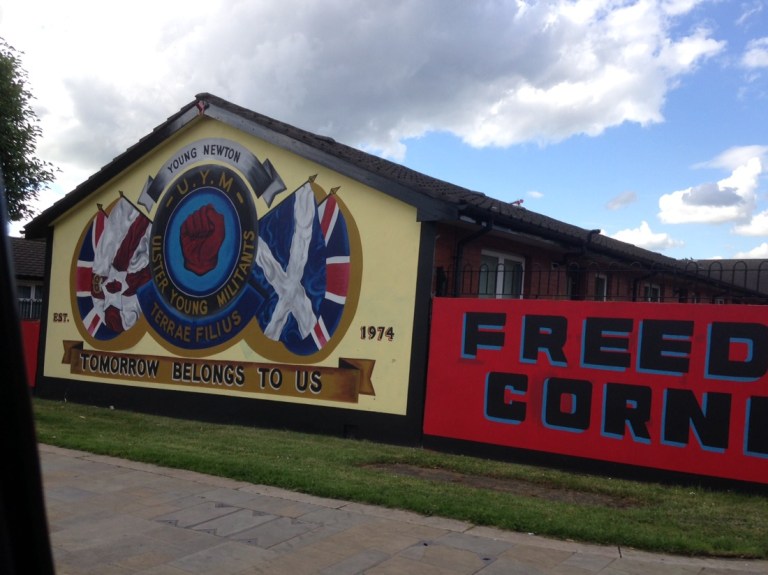 YOUNG NEWTON
- U.Y.M -
ULSTER YOUNG MILITANTS
TERRAE FILIUS
EST.
1974
TOMORROW BELONGS TO US
FREED
CORN